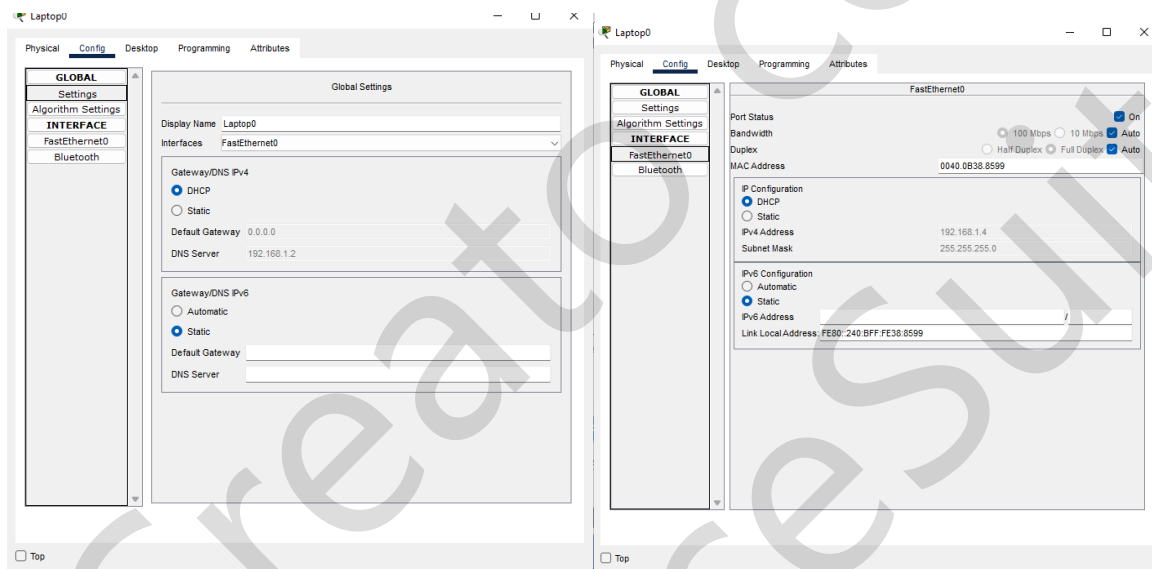 Laptop0
Physical Config Desktop Programming Attributes
GLOBAL
Settings
Algorithm Settings
INTERFACE
FastEthernet0
Bluetooth
Global Settings
Display Name Laptop0
Interfaces FastEthernet0
Gateway/DNS IPv4
DHCP
Static
Default Gateway 0.0.0.0
DNS Server 192.168.1.2
Gateway/DNS IPv6
Automatic
Static
Default Gateway
DNS Server
Top
Laptop0
Physical Config Desktop Programming Attributes
GLOBAL
Settings
Algorithm Settings
INTERFACE
FastEthernet0
Bluetooth
FastEthernet0
Port Status On
Bandwidth 100 Mbps 10 Mbps Auto
Duplex Half Duplex Full Duplex Auto
MAC Address 0040.0B38.8599
IP Configuration
DHCP
Static
IPv4 Address 192.168.1.4
Subnet Mask 255.255.255.0
IPv6 Configuration
Automatic
Static
IPv6 Address /
Link Local Address: FE80::240:BFF:FE38:8599
Top